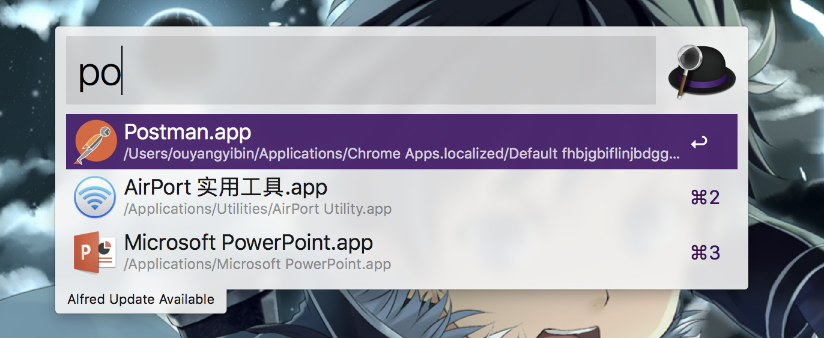 po
Postman.app
/Users/ouyangyibin/Applications/Chrome Apps.localized/Default fhbjgbiflinjbdgg...
AirPort 实用工具.app
/Applications/Utilities/AirPort Utility.app
⌘2
Microsoft PowerPoint.app
/Applications/Microsoft PowerPoint.app
⌘3
Alfred Update Available